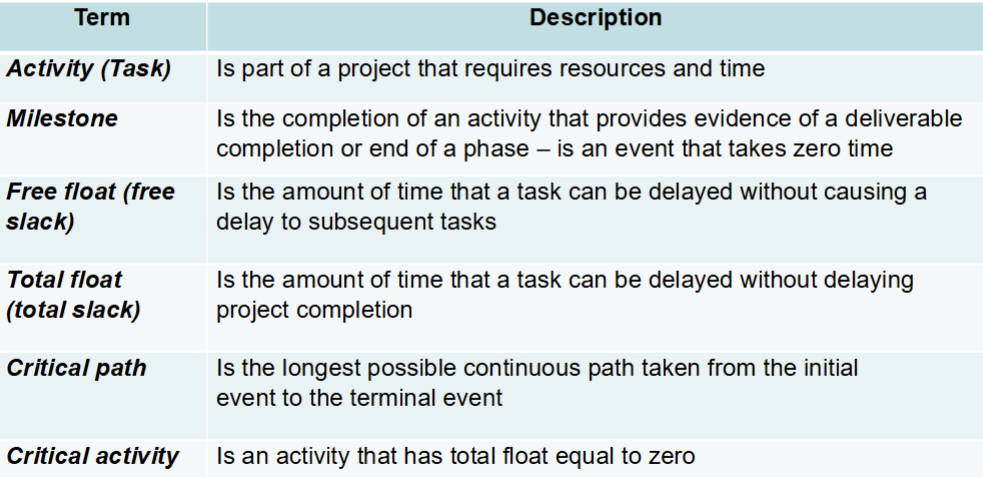 Term Description
Activity (Task) Is part of a project that requires resources and time
Milestone Is the completion of an activity that provides evidence of a deliverable
completion or end of a phase – is an event that takes zero time
Free float (free
slack)
Is the amount of time that a task can be delayed without causing a
delay to subsequent tasks
Total float
(total slack)
Is the amount of time that a task can be delayed without delaying
project completion
Critical path Is the longest possible continuous path taken from the initial
event to the terminal event
Critical activity Is an activity that has total float equal to zero